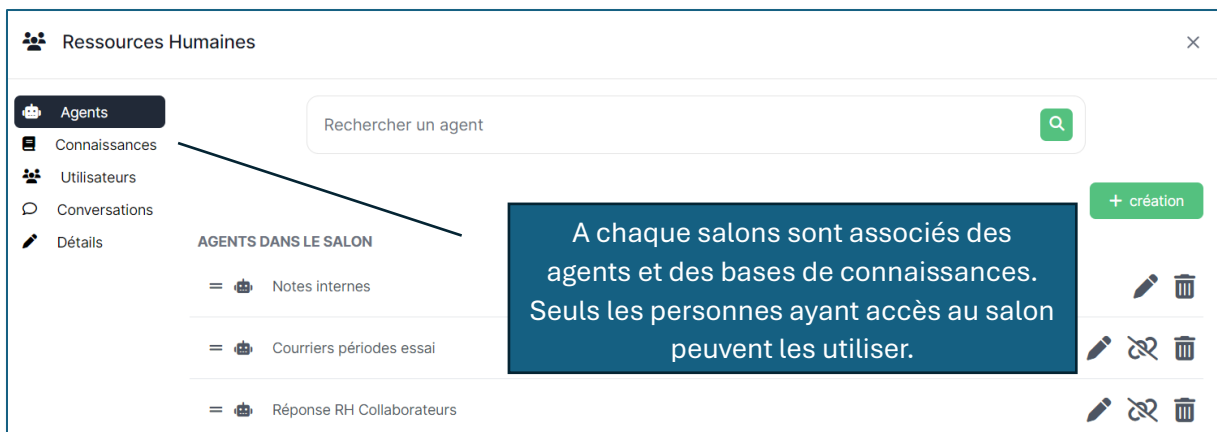 Ressources Humaines
Agents
Connaissances
Utilisateurs
Conversations
Détails
Rechercher un agent
+ création
AGENTS DANS LE SALON
Notes internes
Courriers périodes essai
Réponse RH Collaborateurs
A chaque salons sont associés des
agents et des bases de connaissances.
Seuls les personnes ayant accès au salon
peuvent les utiliser.